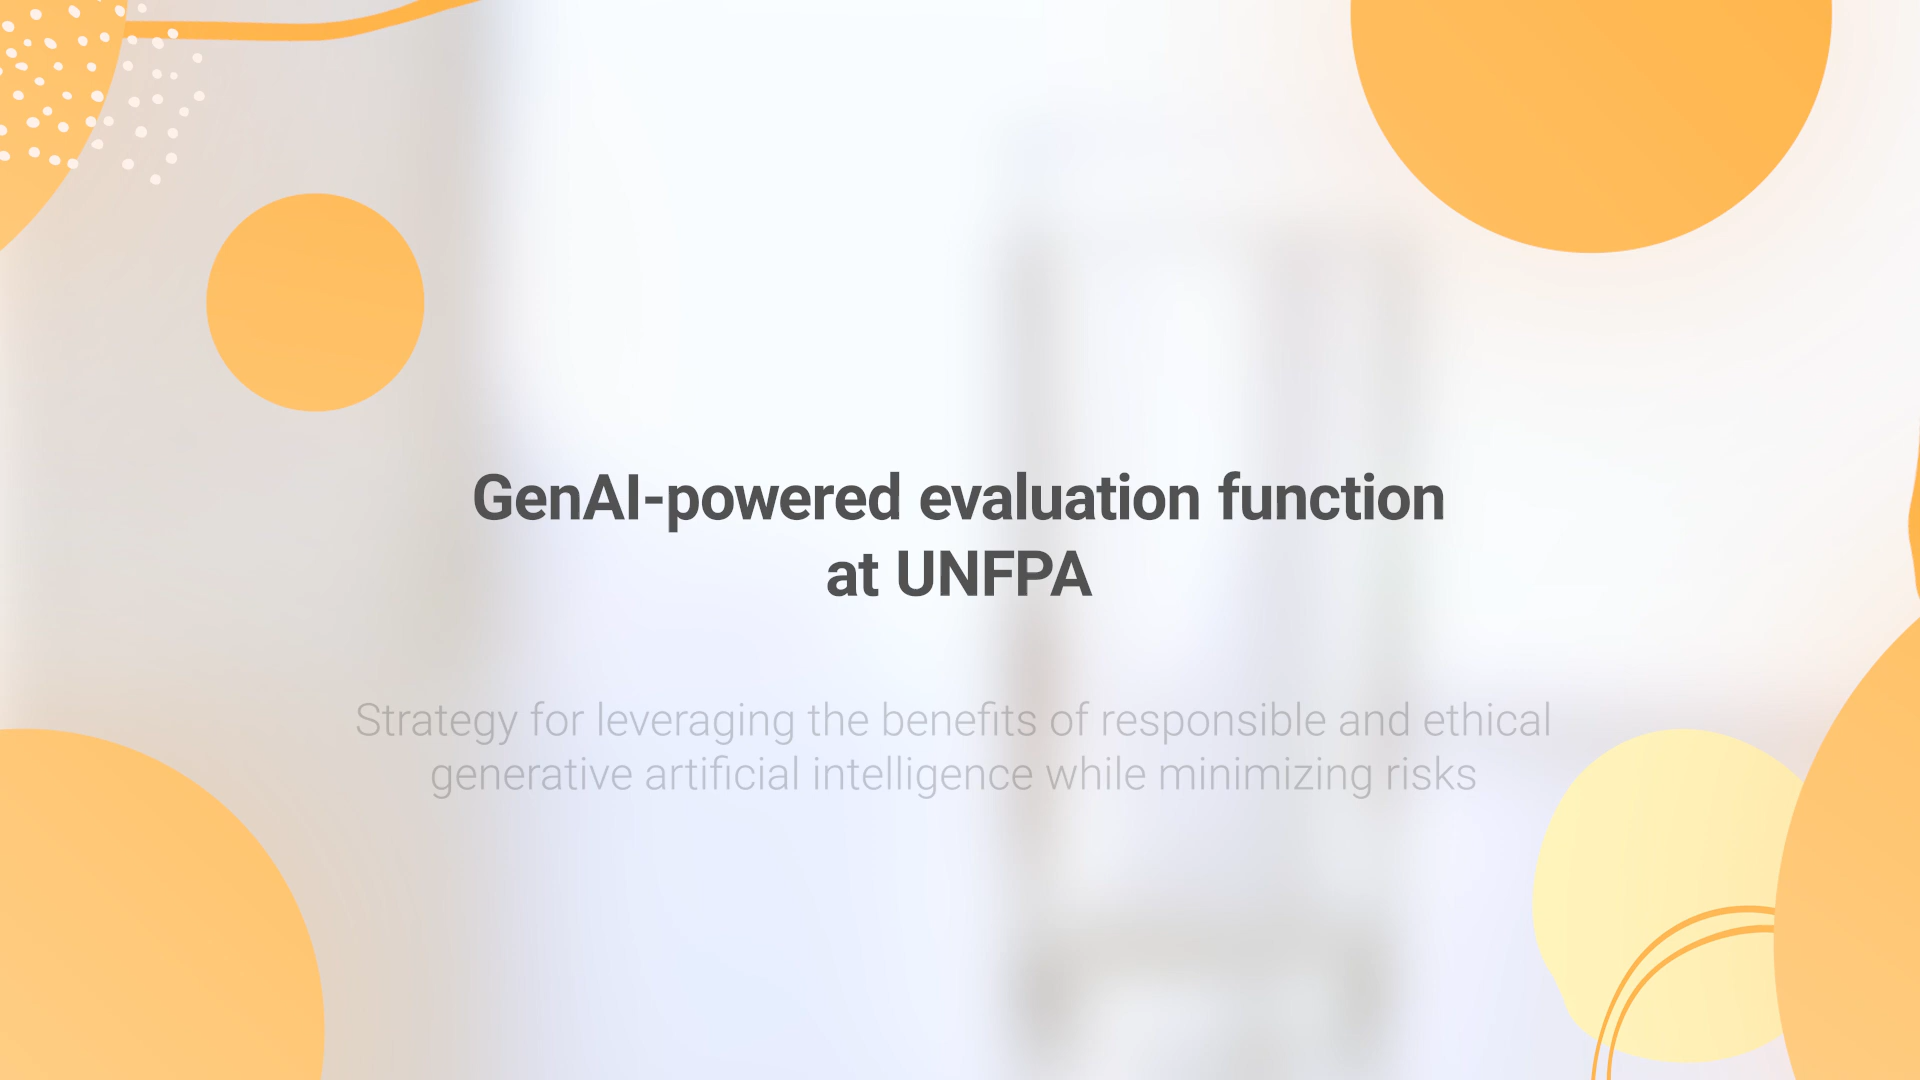 GenAI-powered evaluation function
at UNFPA
Strategy for leveraging the benefits of responsible and ethical
generative artificial intelligence while minimizing risks